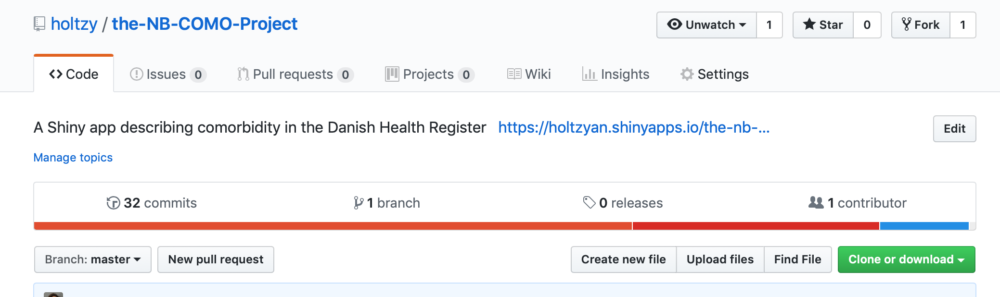 holtzy / the-NB-COMO-Project Unwatch 1 Star 0 Fork 1
Code Issues 0 Pull requests 0 Projects 0 Wiki Insights Settings
A Shiny app describing comorbidity in the Danish Health Register https://holtzyan.shinyapps.io/the-nb-... Edit
Manage topics
32 commits 1 branch 0 releases 1 contributor
Branch: master New pull request Create new file Upload files Find File Clone or download